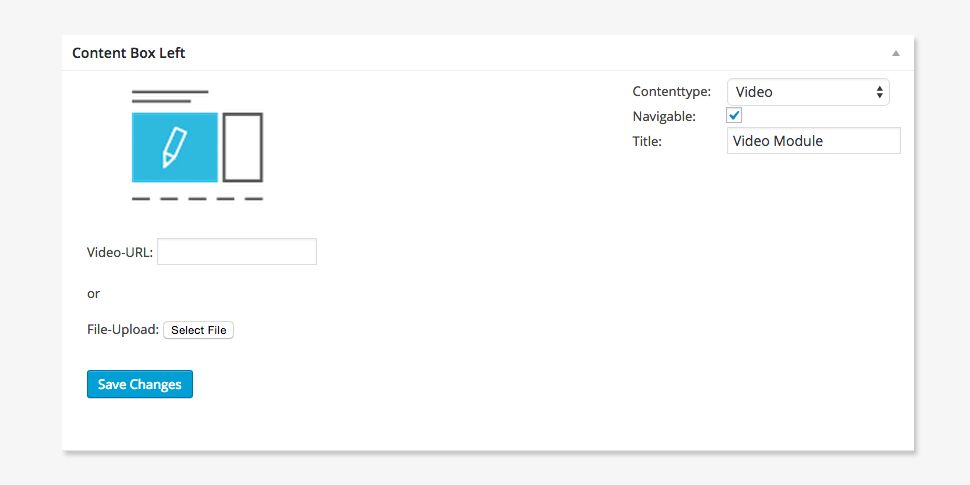 Content Box Left
Contenttype: Video
Navigable:
Title: Video Module
Video-URL:
or
File-Upload: Select File
Save Changes